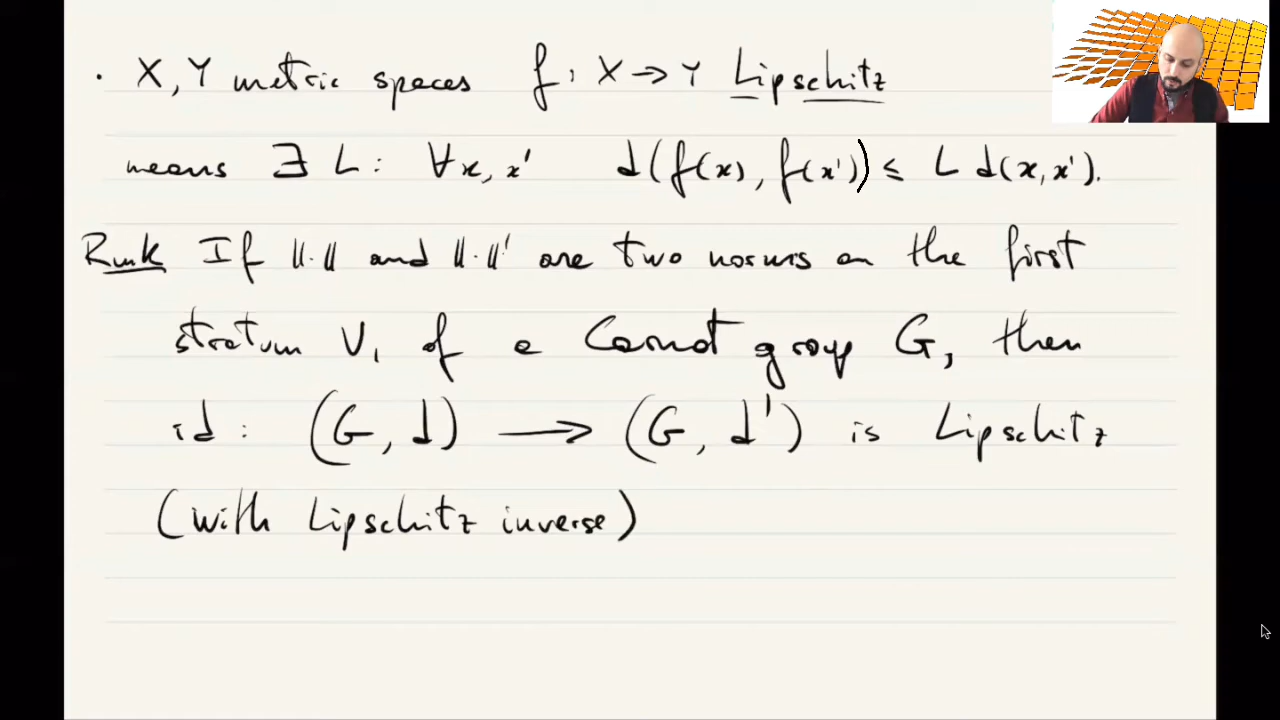 · X, Y metric spaces f : X → Y Lipschitz
means ∃ L : ∀ x, x' d(f(x), f(x')) ≤ L d(x, x').
Rmk If ||·|| and ||·||' are two norms on the first
stratum V₁ of a Carnot group G, then
id : (G, d) → (G, d') is Lipschitz
(with Lipschitz inverse)